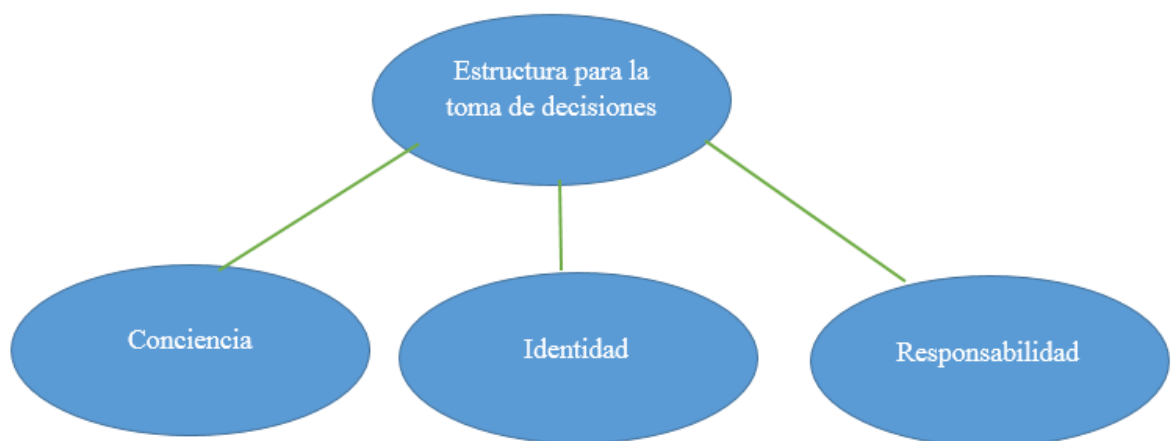 Estructura para la
toma de decisiones
Conciencia
Identidad
Responsabilidad